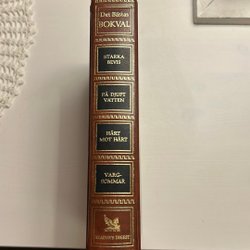 Det Bästas
BOKVAL
STARKA
BEVIS
PÅ DJUPT
VATTEN
HÅRT
MOT HÅRT
VARG-
SOMMAR
READER'S DIGEST